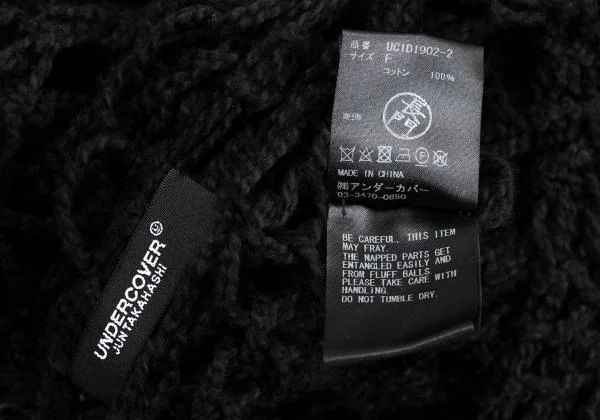 品番 UC1D1902-2
サイズ F
コットン 100%
MADE IN CHINA
㈱アンダーカバー
03-3470-0850
BE CAREFUL. THIS ITEM
MAY FRAY.
THE NAPPED PARTS GET
ENTANGLED EASILY AND
FROM FLUFF BALLS.
PLEASE TAKE CARE WITH
HANDLING.
DO NOT TUMBLE DRY.
UNDERCOVER
JUNTAKAHASHI